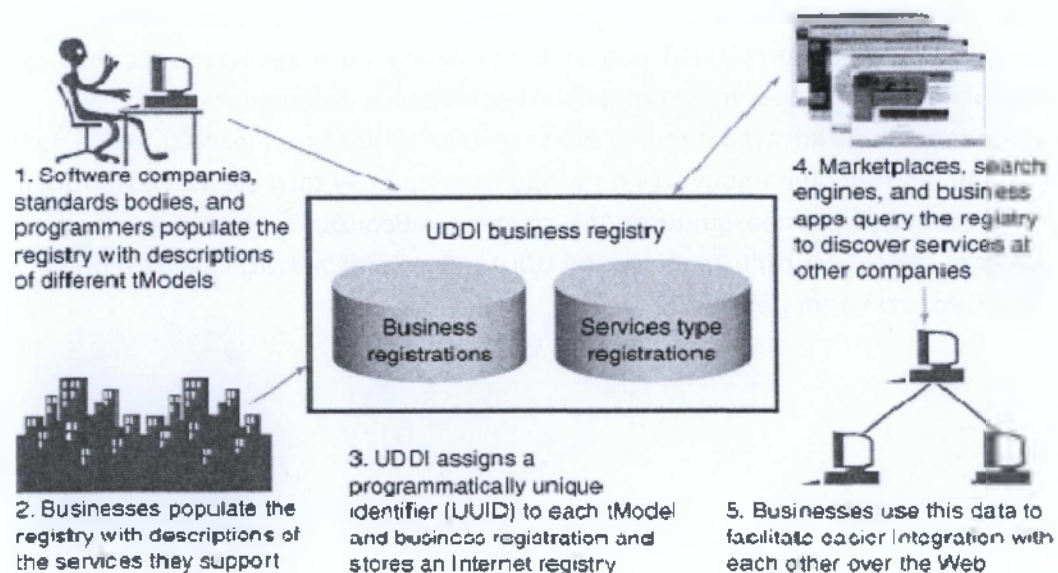 1. Software companies,
standards bodies, and
programmers populate the
registry with descriptions
of different tModels
UDDI business registry
Business
registrations
Services type
registrations
4. Marketplaces, search
engines, and business
apps query the registry
to discover services at
other companies
2. Businesses populate the
registry with descriptions of
the services they support
3. UDDI assigns a
programmatically unique
identifier (UUID) to each tModel
and business registration and
stores an Internet registry
5. Businesses use this data to
facilitate easier integration with
each other over the Web